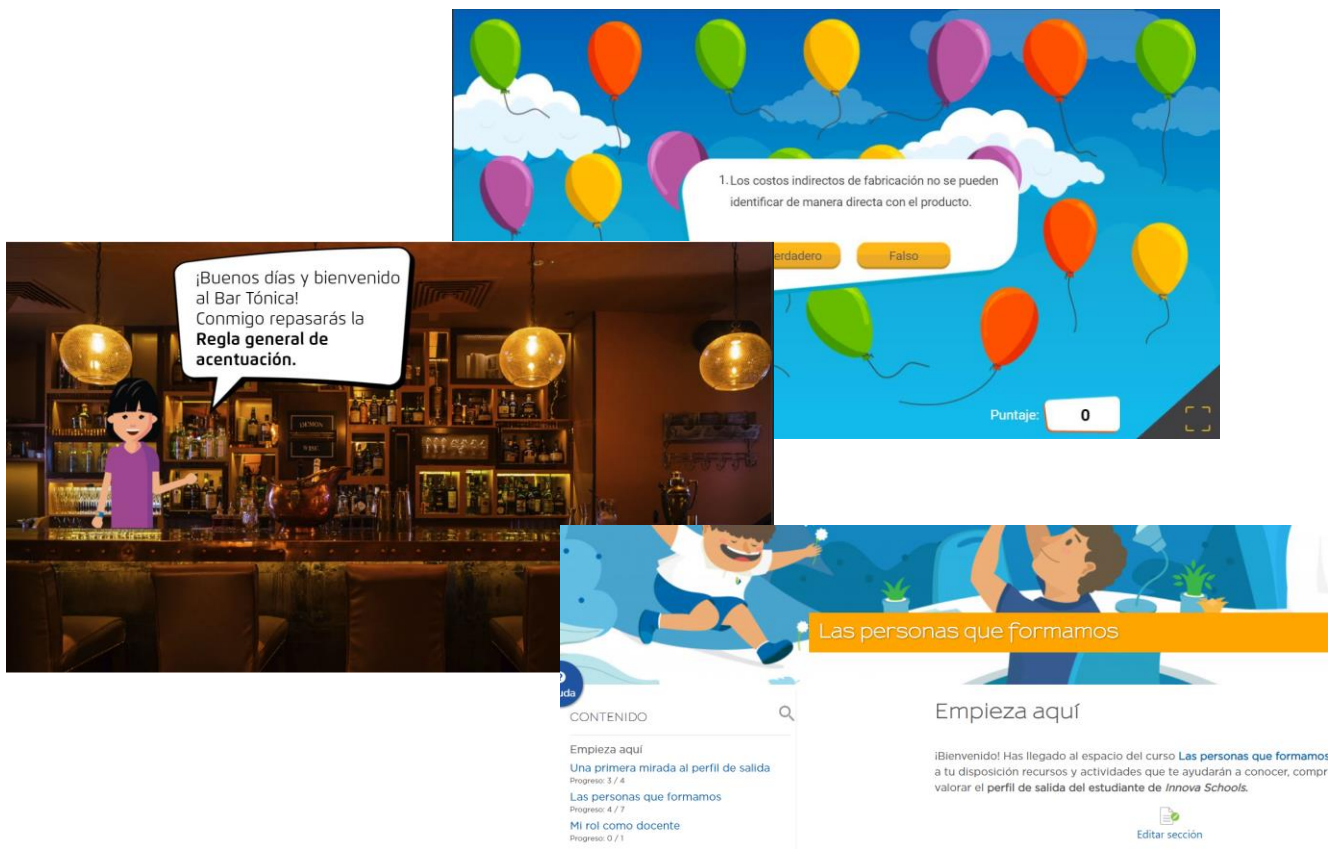 1. Los costos indirectos de fabricación no se pueden
identificar de manera directa con el producto.
Falso
Puntaje: 0
¡Buenos días y bienvenido
al Bar Tónica!
Conmigo repasarás la
Regla general de
acentuación.
Las personas que formamos
CONTENIDO
Empieza aquí
Una primera mirada al perfil de salida
Progreso: 3 / 4
Las personas que formamos
Progreso: 4 / 7
Mi rol como docente
Progreso: 0 / 1
Empieza aquí
¡Bienvenido! Has llegado al espacio del curso Las personas que formamos
a tu disposición recursos y actividades que te ayudarán a conocer,
valorar el perfil de salida del estudiante de Innova Schools.
Editar sección